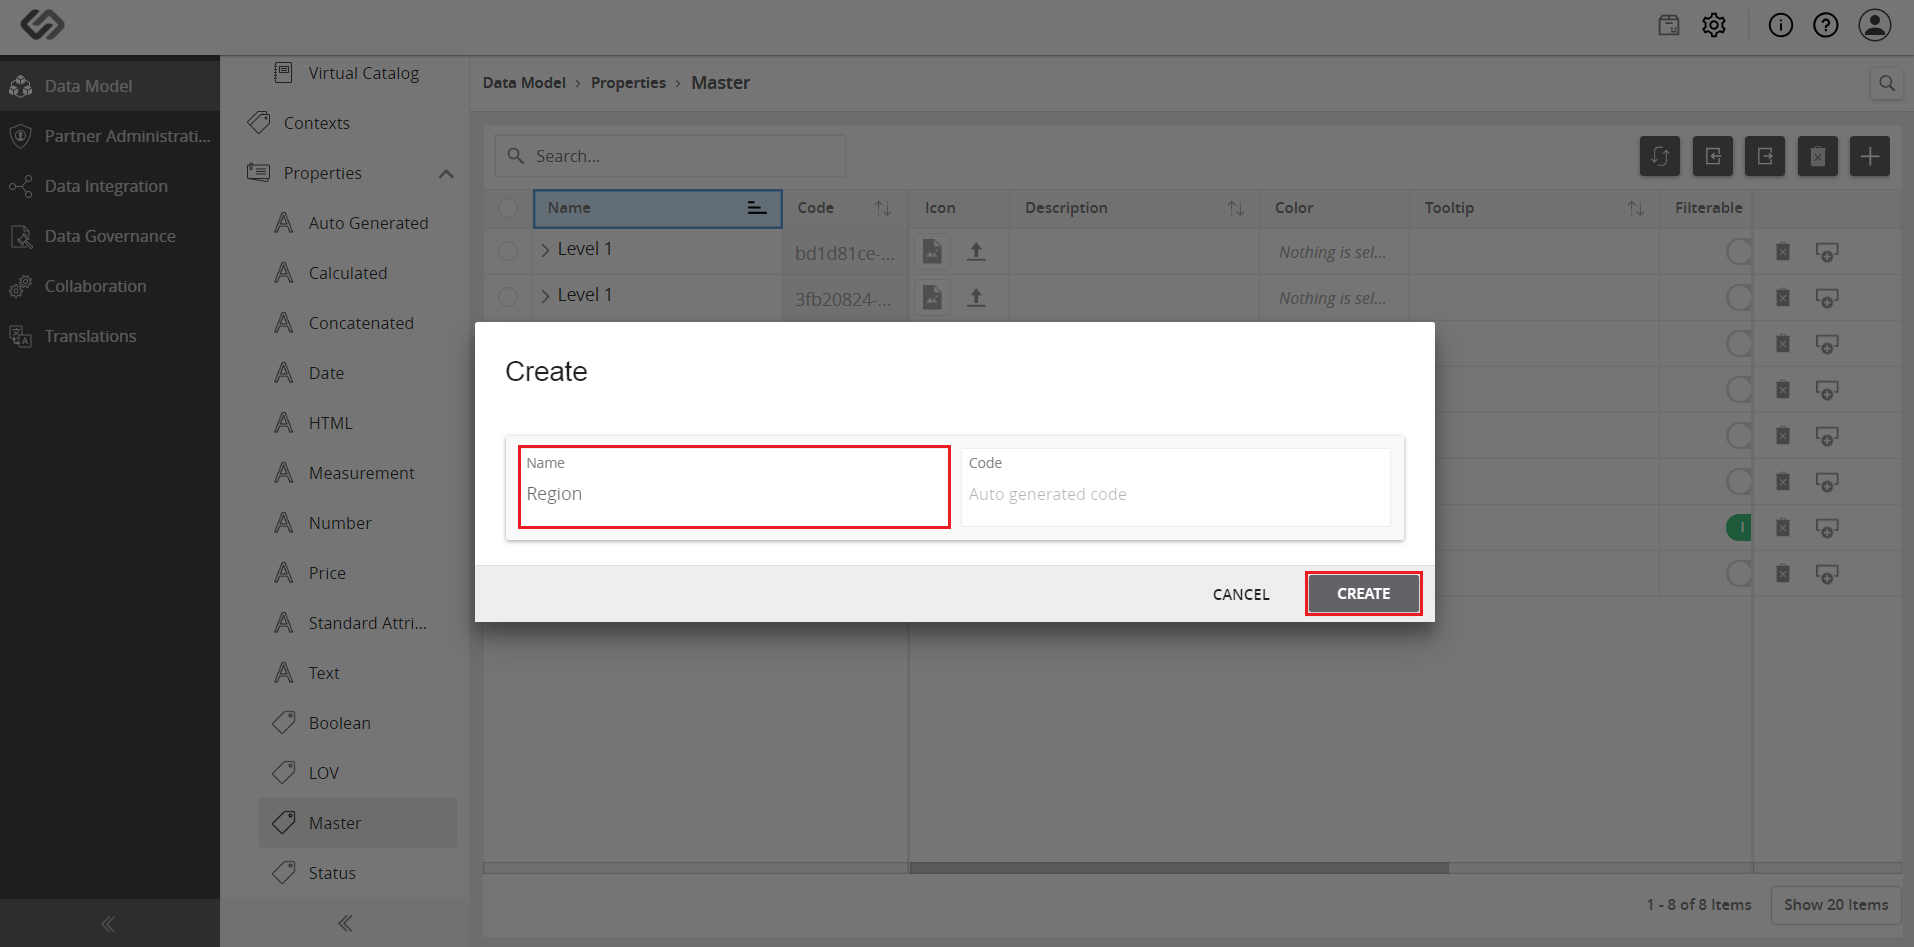 Data Model
Partner Administrati...
Data Integration
Data Governance
Collaboration
Translations
Virtual Catalog
Contexts
Properties
Auto Generated
Calculated
Concatenated
Date
HTML
Measurement
Number
Price
Standard Attri...
Text
Boolean
LOV
Master
Status
Data Model > Properties > Master
Search...
Name Code Icon Description Color Tooltip Filterable
Level 1 bd1d81ce-... Nothing is sel...
Level 1 3fb20824-... Nothing is sel...
Create
Name
Region
Code
Auto generated code
CANCEL CREATE
1 - 8 of 8 Items Show 20 Items